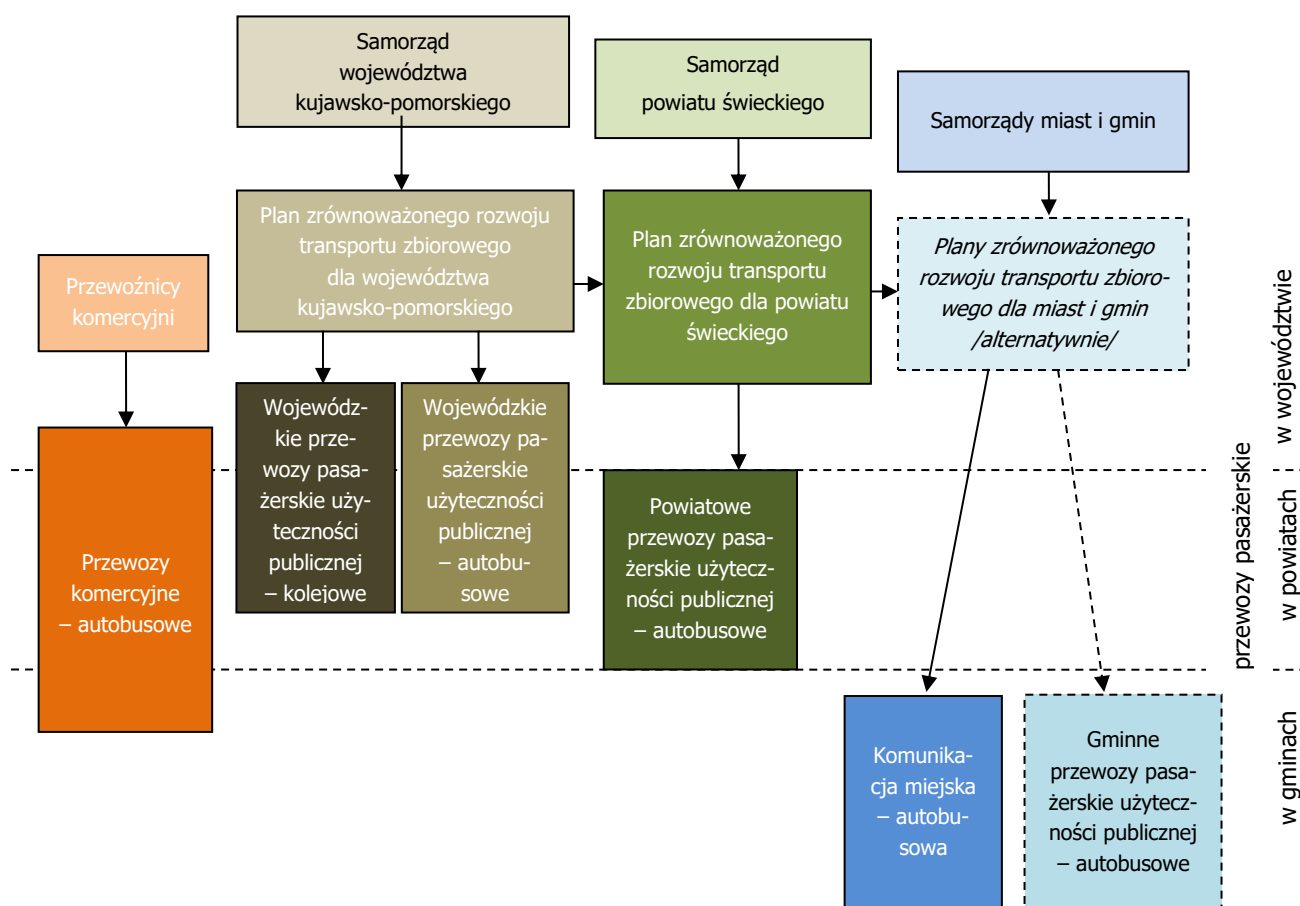 Samorząd
województwa
kujawsko-pomorskiego
Samorząd
powiatu świeckiego
Samorządy miast i gmin
Przewoźnicy
komercyjni
Plan zrównoważonego rozwoju
transportu zbiorowego
dla województwa
kujawsko-pomorskiego
Plan zrównoważonego
rozwoju transportu
zbiorowego dla powiatu
świeckiego
Plany zrównoważonego
rozwoju transportu zbioro-
wego dla miast i gmin
/alternatywnie/
Przewozy
komercyjne
– autobusowe
Wojewódz-
kie prze-
wozy pasa-
żerskie uży-
teczności
publicznej
– kolejowe
Wojewódzkie
przewozy pa-
sażerskie
użyteczności
publicznej
– autobu-
sowe
Powiatowe
przewozy pasa-
żerskie użytecz-
ności publicznej
– autobusowe
Komunika-
cja miejska
– autobu-
sowa
Gminne
przewozy pasa-
żerskie użytecz-
ności publicznej
– autobusowe
przewozy pasażerskie
w województwie
w powiatach
w gminach